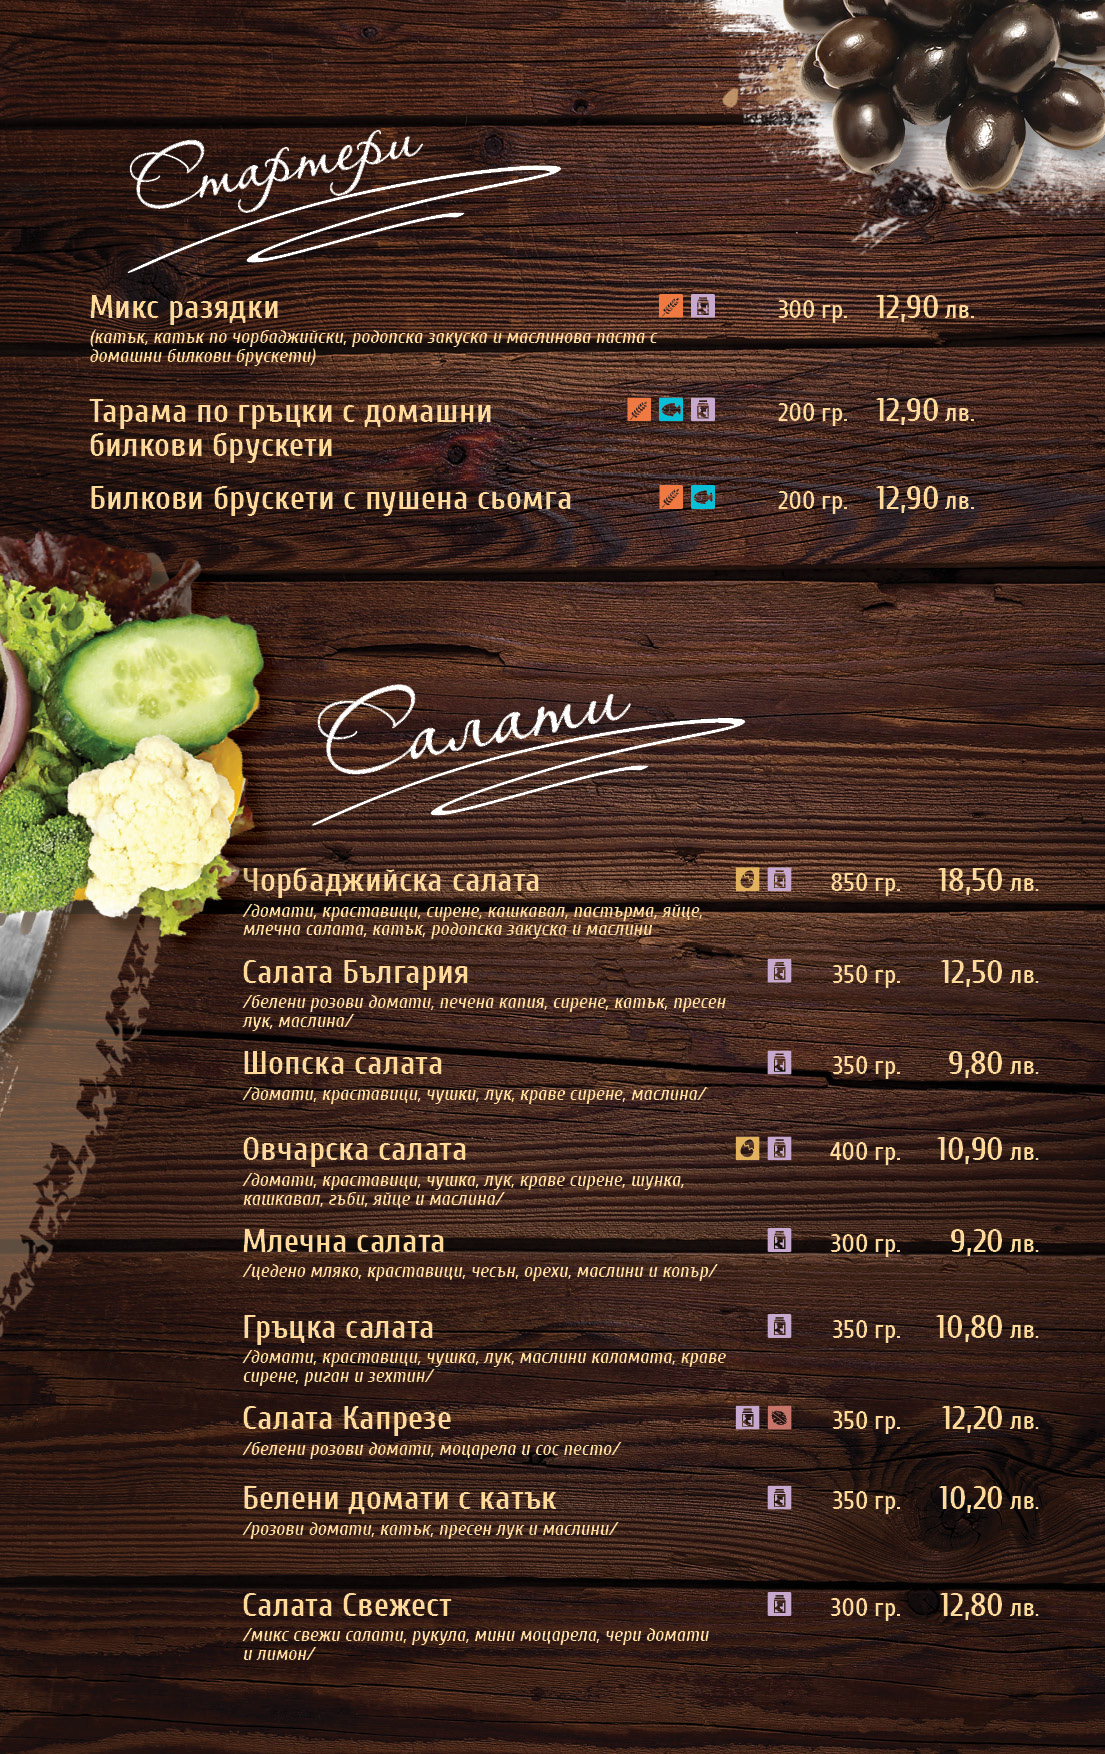 Стартери
Микс разядки 300 гр. 12,90 лв.
(катък, катък по чорбаджийски, родопска закуска и маслинова паста с
домашни билкови брускети)
Тарама по гръцки с домашни 200 гр. 12,90 лв.
билкови брускети
Билкови брускети с пушена сьомга 200 гр. 12,90 лв.
Салати
Чорбаджийска салата 850 гр. 18,50 лв.
/домати, краставици, сирене, кашкавал, пастърма, яйце,
млечна салата, катък, родопска закуска и маслини
Салата България 350 гр. 12,50 лв.
/белени розови домати, печена капия, сирене, катък, пресен
лук, маслина/
Шопска салата 350 гр. 9,80 лв.
/домати, краставици, чушки, лук, краве сирене, маслина/
Овчарска салата 400 гр. 10,90 лв.
/домати, краставици, чушка, лук, краве сирене, шунка,
кашкавал, гъби, яйце и маслина/
Млечна салата 300 гр. 9,20 лв.
/цедено мляко, краставици, чесън, орехи, маслини и копър/
Гръцка салата 350 гр. 10,80 лв.
/домати, краставици, чушка, лук, маслини каламата, краве
сирене, риган и зехтин/
Салата Капрезе 350 гр. 12,20 лв.
/белени розови домати, моцарела и сос песто/
Белени домати с катък 350 гр. 10,20 лв.
/розови домати, катък, пресен лук и маслини/
Салата Свежест 300 гр. 12,80 лв.
/микс свежи салати, рукула, мини моцарела, чери домати
и лимон/